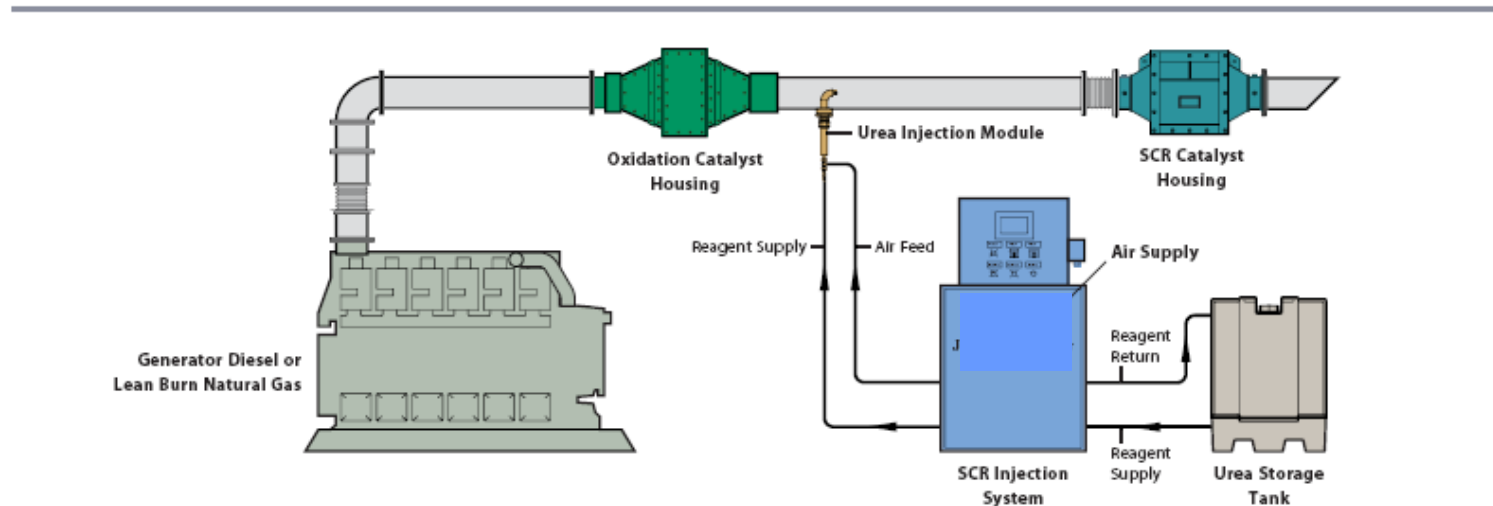 Urea Injection Module
Oxidation Catalyst
Housing
SCR Catalyst
Housing
Reagent Supply
Air Feed
Air Supply
Generator Diesel or
Lean Burn Natural Gas
Reagent
Return
Reagent
Supply
SCR Injection
System
Urea Storage
Tank